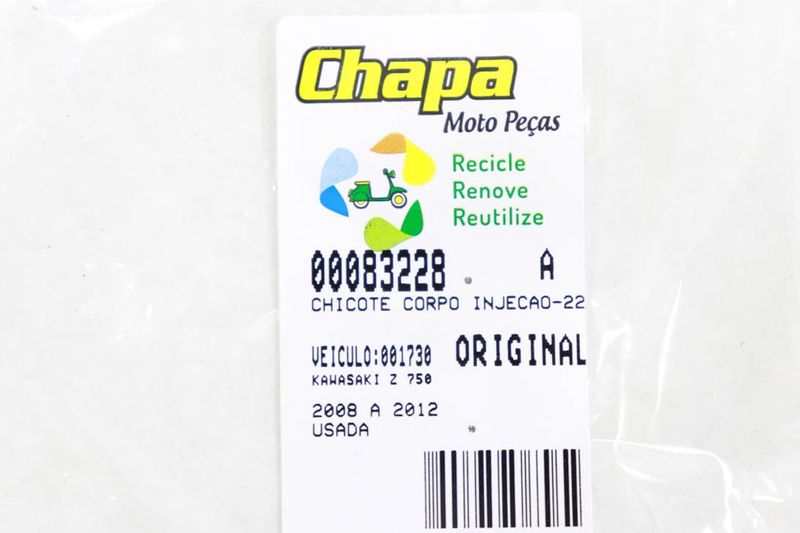 Chapa
Moto Peças
Recicle
Renove
Reutilize
00083228 A
CHICOTE CORPO INJECAO-22
VEICULO:001730 ORIGINAL
KAWASAKI Z 750
2008 A 2012
USADA